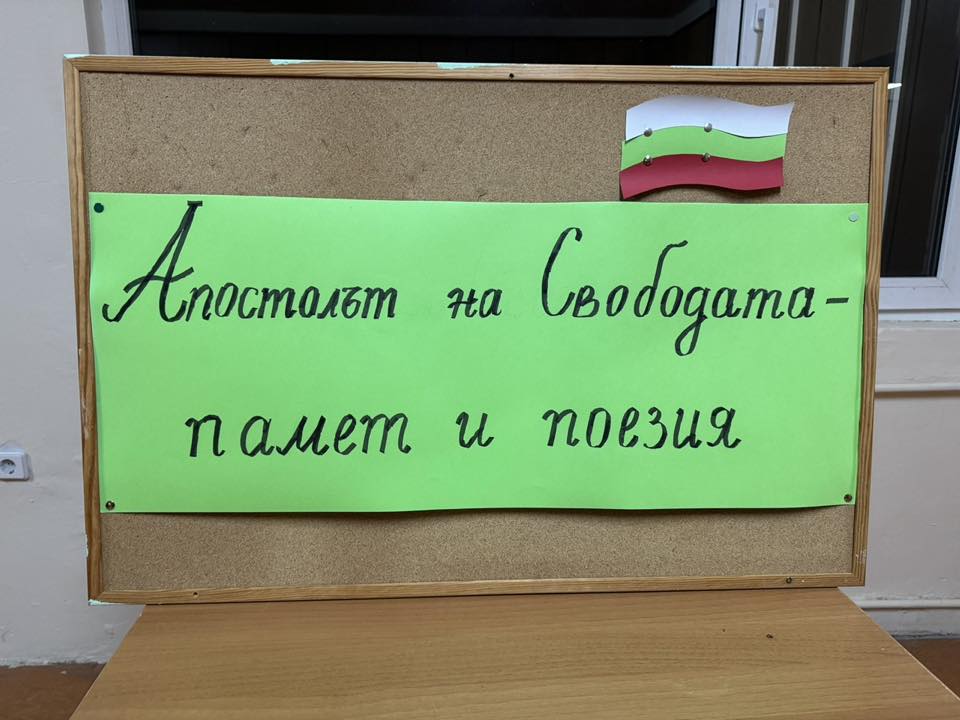 Апостолът на Свободата -
памет и поезия